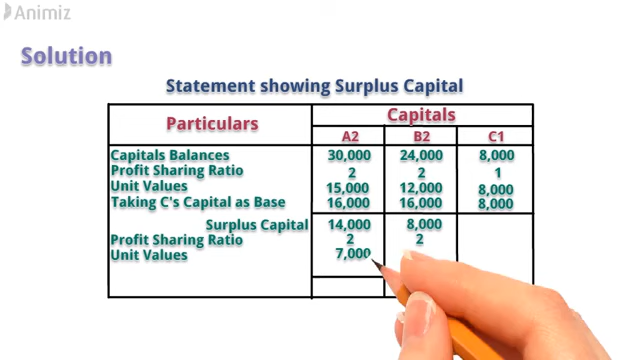 Animiz
Solution
Statement showing Surplus Capital
Particulars Capitals
A2 B2 C1
Capitals Balances 30,000 24,000 8,000
Profit Sharing Ratio 2 2 1
Unit Values 15,000 12,000 8,000
Taking C's Capital as Base 16,000 16,000 8,000
Surplus Capital 14,000 8,000
Profit Sharing Ratio 2 2
Unit Values 7,000